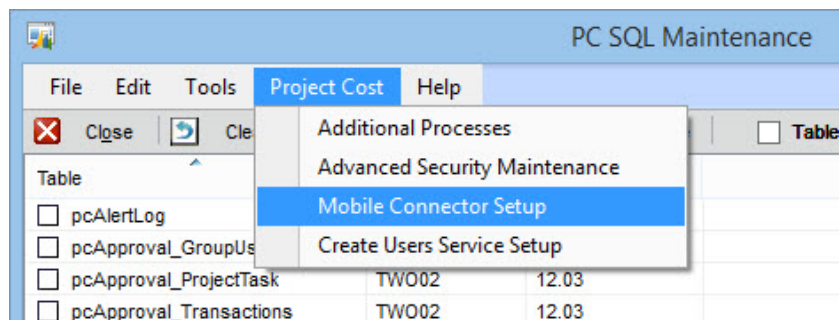 PC SQL Maintenance
File Edit Tools Project Cost Help
Close Additional Processes Table
Table Advanced Security Maintenance
pcAlertLog Mobile Connector Setup
Create Users Service Setup
pcApproval_ProjectTask TWO02 12.03
pcApproval_Transactions TWO02 12.03